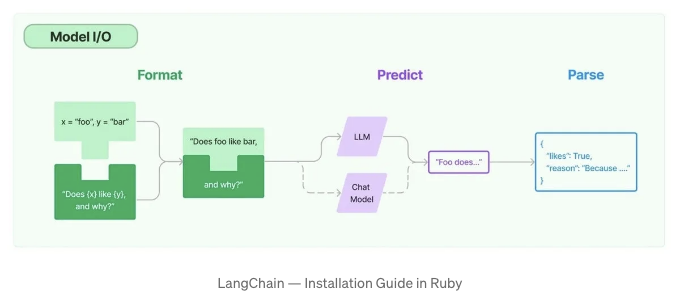 Model I/O
Format
Predict
Parse
x = "foo", y = "bar"
"Does {x} like {y},
and why?"
"Does foo like bar,
and why?"
LLM
Chat
Model
"Foo does..."
{
"likes": True,
"reason": "Because ...."
}
LangChain — Installation Guide in Ruby